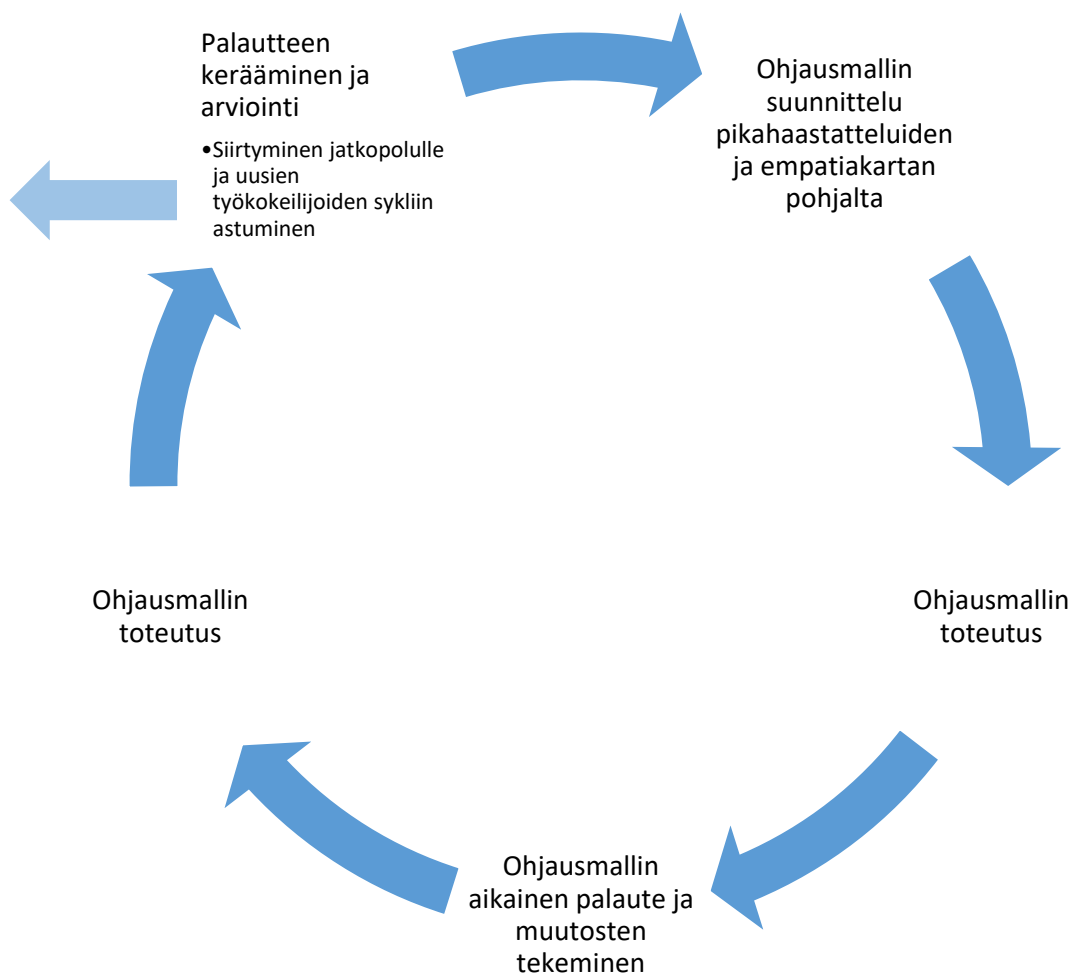 Palautteen
kerääminen ja
arviointi
•Siirtyminen jatkopolulle
ja uusien
työkokeilijoiden sykliin
astuminen
Ohjausmallin
suunnittelu
pikahaastatteluiden
ja empatiakartan
pohjalta
Ohjausmallin
toteutus
Ohjausmallin
aikainen palaute ja
muutosten
tekeminen
Ohjausmallin
toteutus